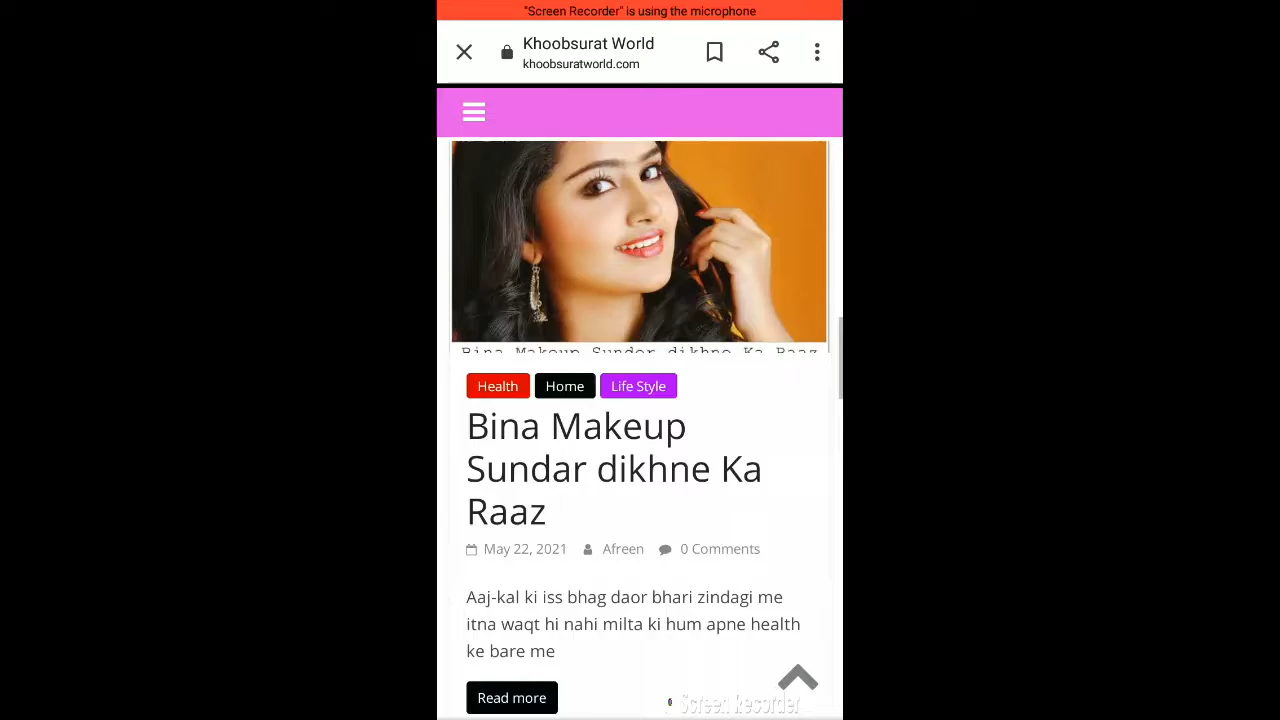 "Screen Recorder" is using the microphone
Khoobsurat World
khoobsuratworld.com
Bina Makeup Sundar dikhne Ka Raaz
Health Home Life Style
Bina Makeup
Sundar dikhne Ka
Raaz
May 22, 2021 Afreen 0 Comments
Aaj-kal ki iss bhag daor bhari zindagi me
itna waqt hi nahi milta ki hum apne health
ke bare me
Read more
Screen Recorder